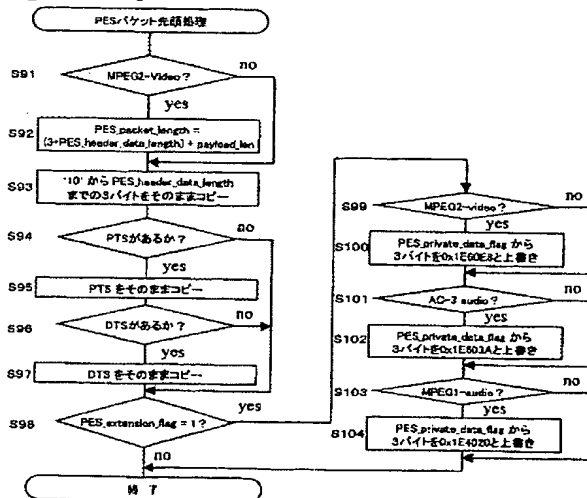 PESパケット先頭処理
S91
MPEG2-Video?
no
yes
S92
PES_packet_length =
(3+PES_header_data_length) + payload_len
S93
'10' から PES_header_data_length
までの3バイトをそのままコピー
S94
PTSがあるか?
no
yes
S95
PTS をそのままコピー
S96
DTSがあるか?
no
yes
S97
DTS をそのままコピー
S98
PES_extension_flag = 1?
yes
no
終了
S99
MPEG2-video?
no
yes
S100
PES_private_data_flag から
3バイトを0x1E60E8と上書き
S101
AC-3 audio?
no
yes
S102
PES_private_data_flag から
3バイトを0x1E603Aと上書き
S103
MPEG1-audio?
no
yes
S104
PES_private_data_flag から
3バイトを0x1E4020と上書き